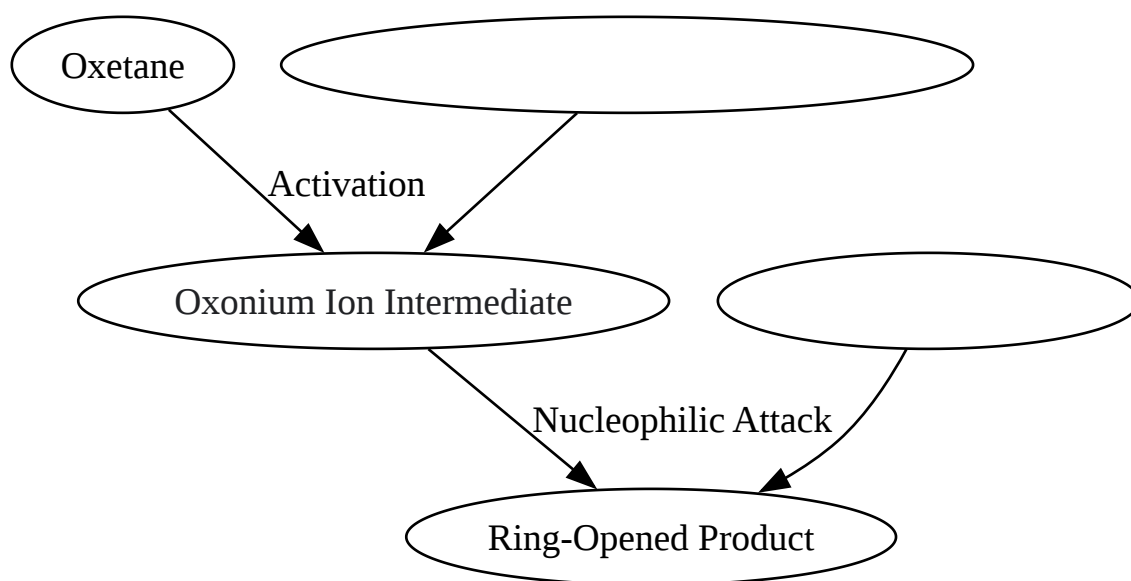 Oxetane
Activation
Oxonium Ion Intermediate
Nucleophilic Attack
Ring-Opened Product